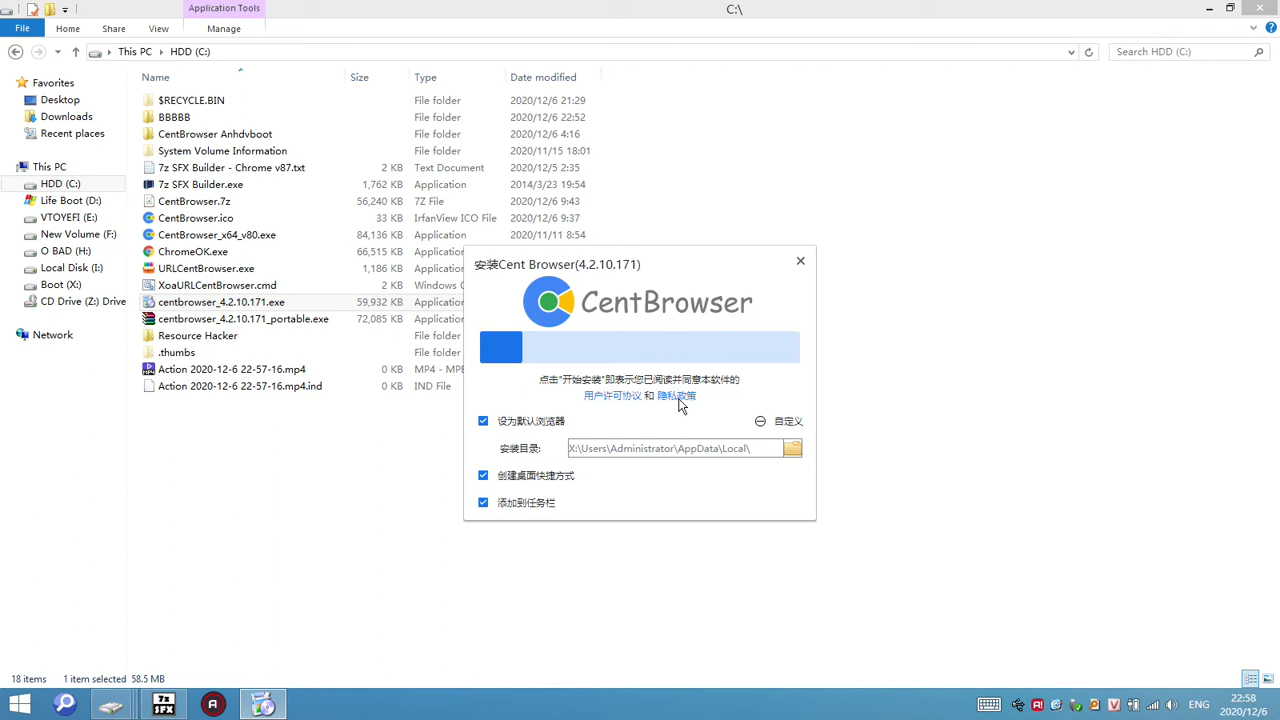 Application Tools
C:\
File Home Share View Manage
This PC HDD (C:)
Search HDD (C:)
Favorites
Desktop
Downloads
Recent places
This PC
HDD (C:)
Life Boot (D:)
VTOYEFI (E:)
New Volume (F:)
O BAD (H:)
Local Disk (I:)
Boot (X:)
CD Drive (Z:) Drive
Network
Name Size Type Date modified
$RECYCLE.BIN File folder 2020/12/6 21:29
BBBBB File folder 2020/12/6 22:52
CentBrowser Anhdvboot File folder 2020/12/6 4:16
System Volume Information File folder 2020/11/15 18:01
7z SFX Builder - Chrome v87.txt 2 KB Text Document 2020/12/5 2:35
7z SFX Builder.exe 1,762 KB Application 2014/3/23 19:54
CentBrowser.7z 56,240 KB 7Z File 2020/12/6 9:43
CentBrowser.ico 33 KB IrfanView ICO File 2020/12/6 9:37
CentBrowser_x64_v80.exe 84,136 KB Application 2020/11/11 8:54
ChromeOK.exe 66,515 KB Application
URLCentBrowser.exe 1,186 KB Application
XoaURLCentBrowser.cmd 2 KB Windows C
centbrowser_4.2.10.171.exe 59,932 KB Application
centbrowser_4.2.10.171_portable.exe 72,085 KB Application
Resource Hacker File folder
.thumbs File folder
Action 2020-12-6 22-57-16.mp4 0 KB MP4 - MPE
Action 2020-12-6 22-57-16.mp4.ind 0 KB IND File
安装Cent Browser(4.2.10.171)
CentBrowser
点击"开始安装"即表示您已阅读并同意本软件的
用户许可协议 和 隐私政策
设为默认浏览器 自定义
安装目录: X:\Users\Administrator\AppData\Local\
创建桌面快捷方式
添加到任务栏
18 items 1 item selected 58.5 MB
7z
SFX
ENG
22:58
2020/12/6